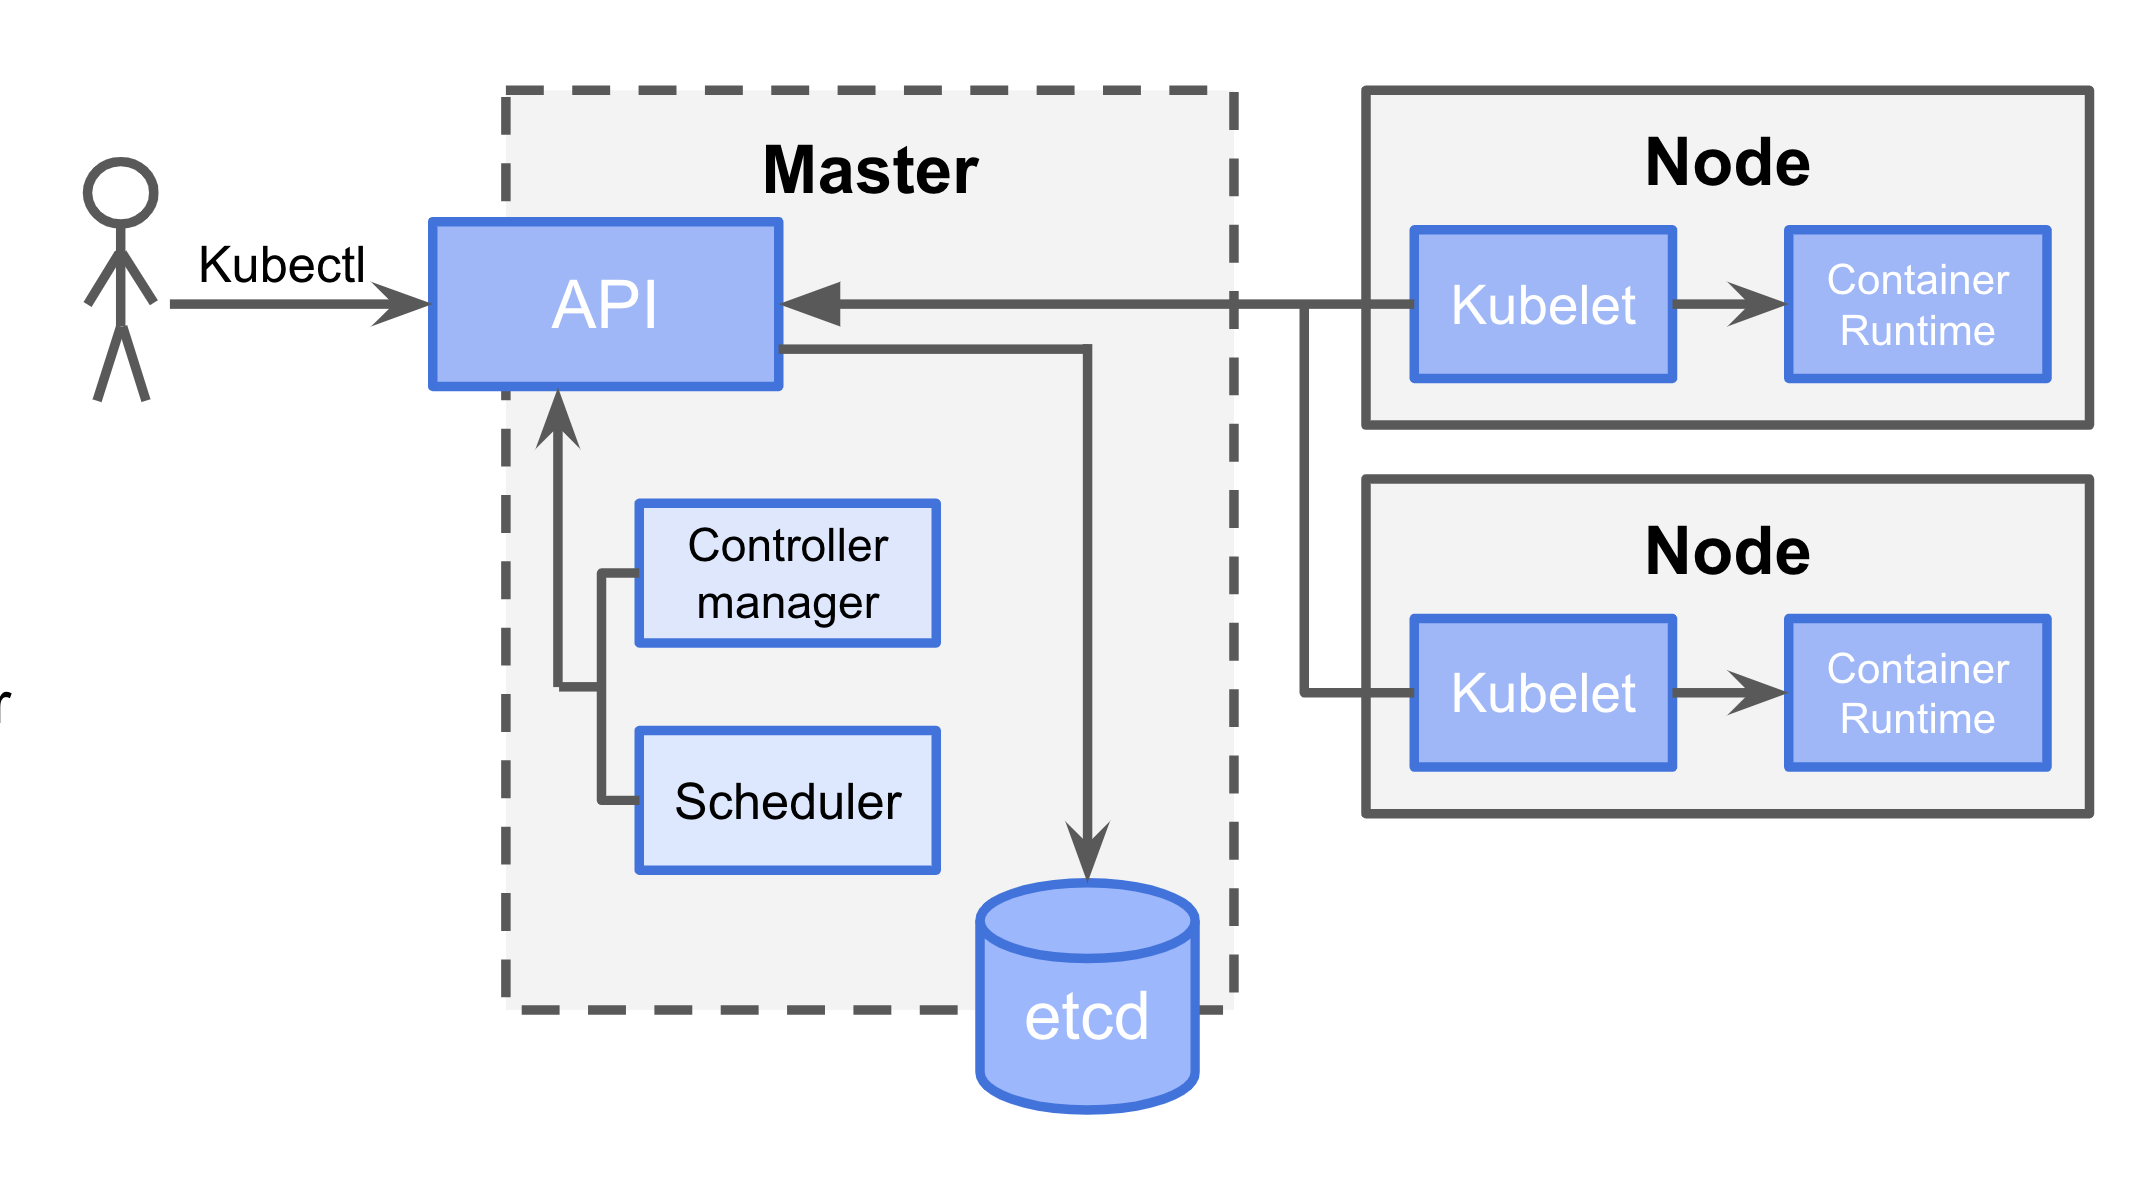 Master
Node
Kubectl
API
Kubelet
Container
Runtime
Controller
manager
Node
Kubelet
Container
Runtime
r
Scheduler
etcd